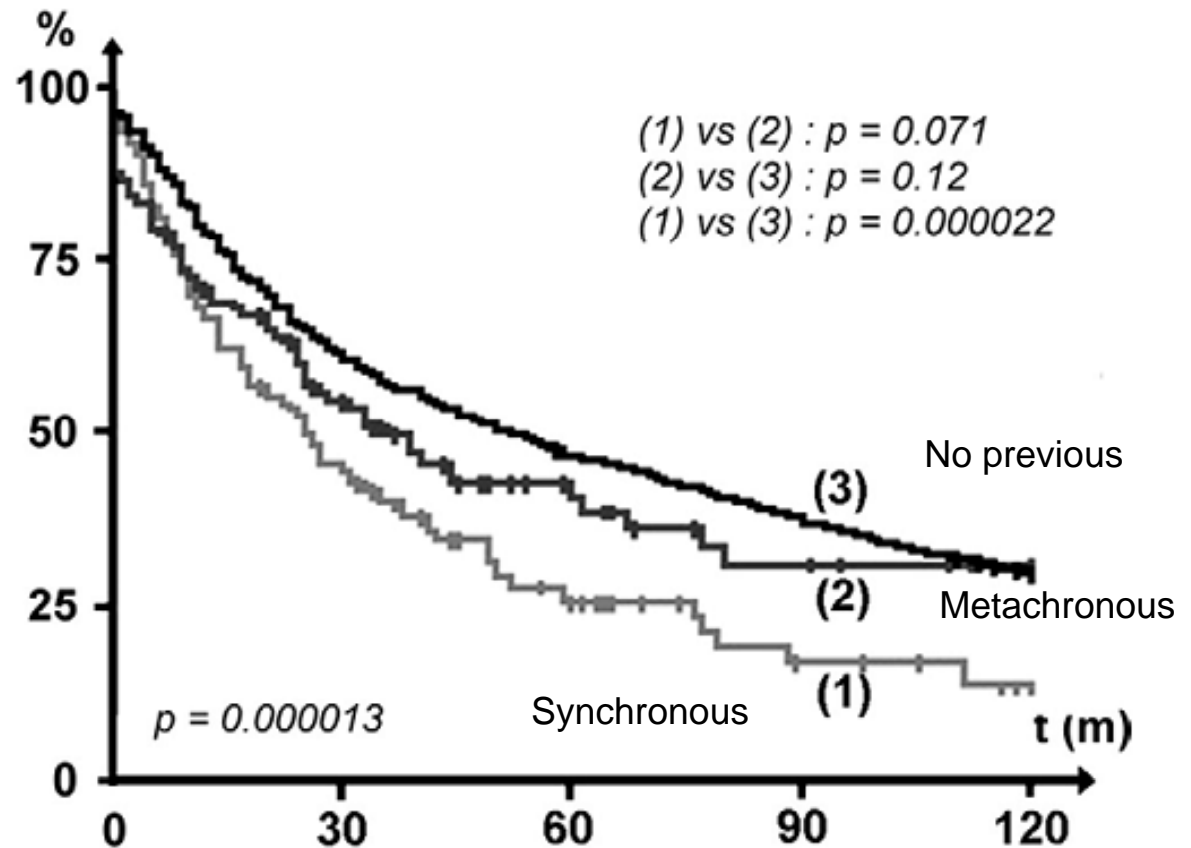 %
100
(1) vs (2) : p = 0.071
(2) vs (3) : p = 0.12
(1) vs (3) : p = 0.000022
75
50
No previous
(3)
25
(2)
Metachronous
(1)
Synchronous
p = 0.000013
t (m)
0
0 30 60 90 120